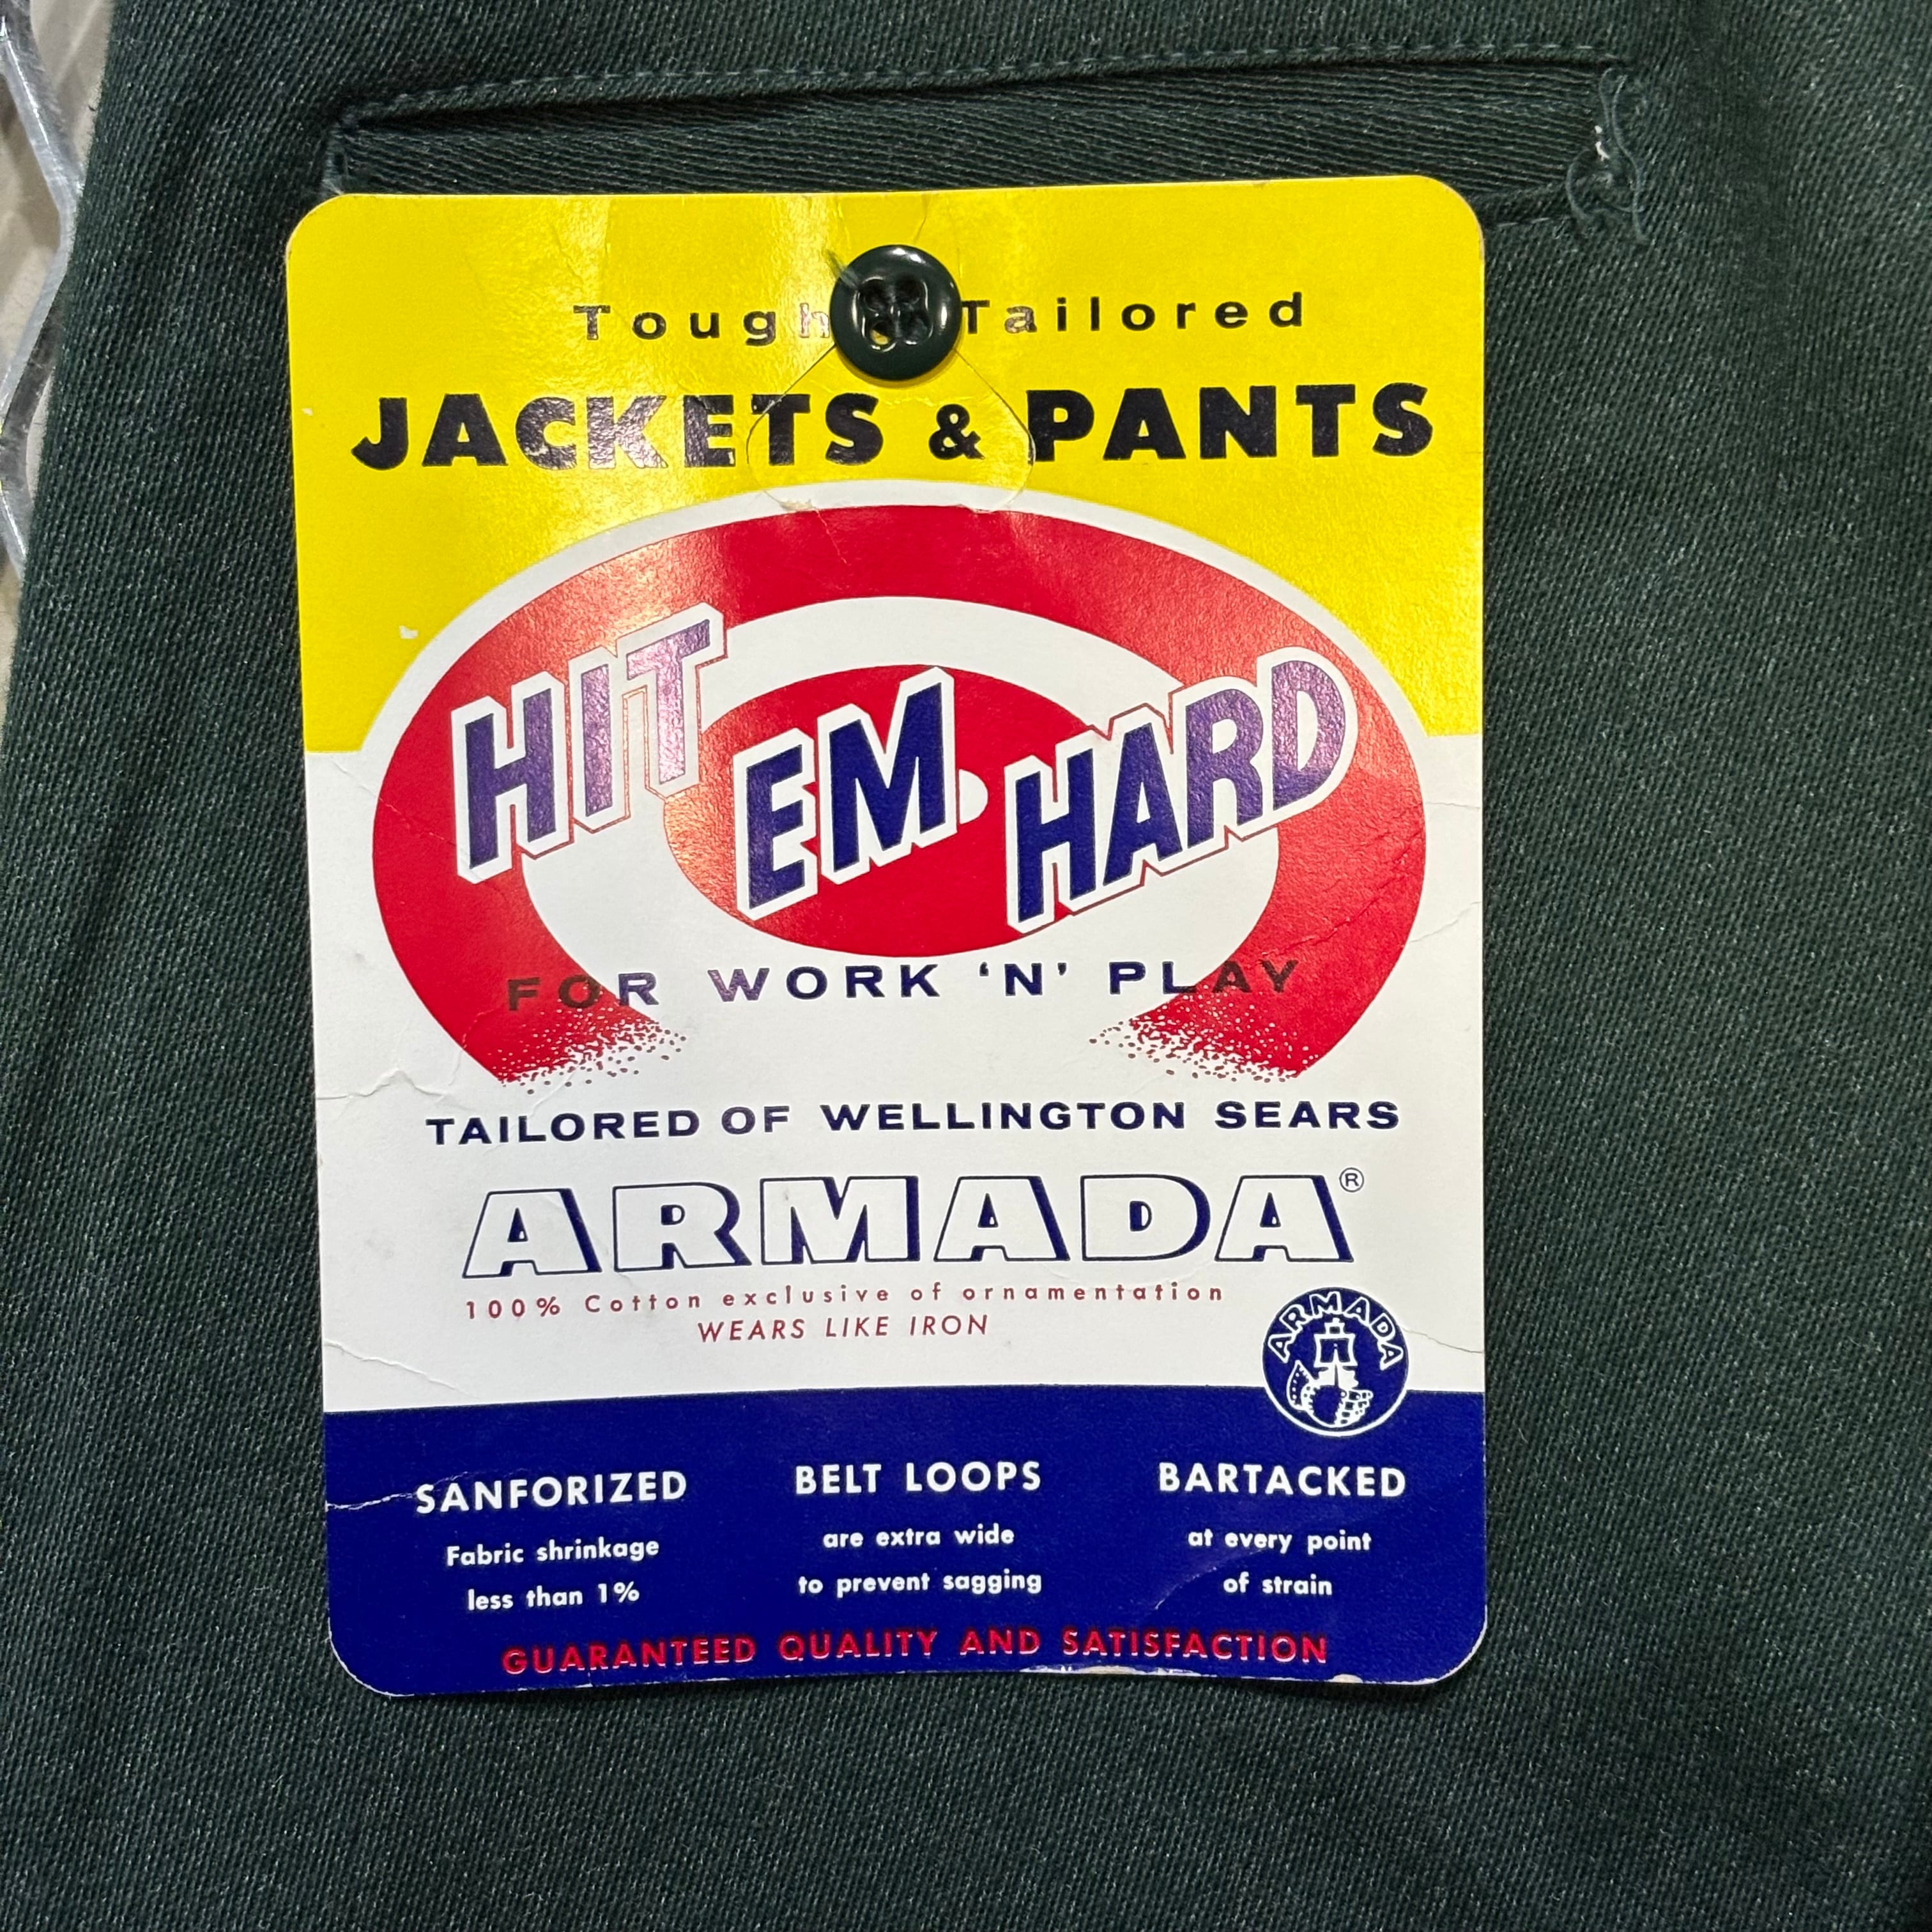 Tough Tailored
JACKETS & PANTS
HIT EM HARD
FOR WORK ‘N’ PLAY
TAILORED OF WELLINGTON SEARS
ARMADA®
100% Cotton exclusive of ornamentation
WEARS LIKE IRON
ARMADA
SANFORIZED
Fabric shrinkage
less than 1%
BELT LOOPS
are extra wide
to prevent sagging
BARTACKED
at every point
of strain
GUARANTEED QUALITY AND SATISFACTION